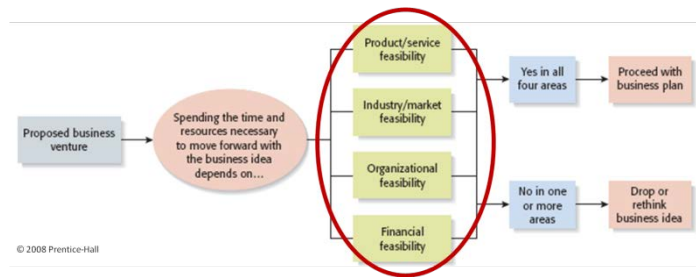 Proposed business
venture
Spending the time and
resources necessary
to move forward with
the business idea
depends on...
Product/service
feasibility
Industry/market
feasibility
Organizational
feasibility
Financial
feasibility
Yes in all
four areas
Proceed with
business plan
No in one
or more
areas
Drop or
rethink
business idea
© 2008 Prentice-Hall